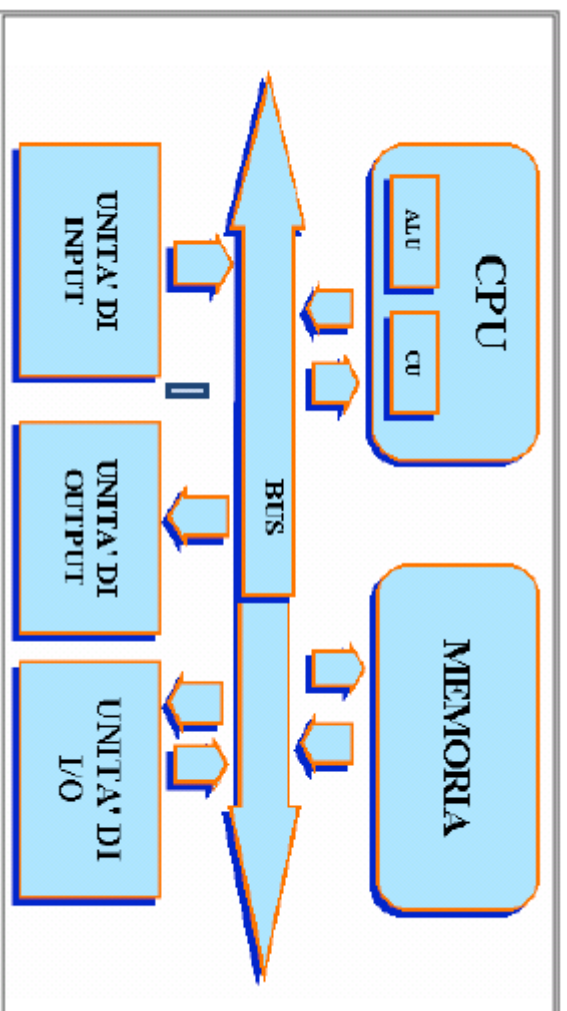 CPU
ALU
CU
MEMORIA
BUS
UNITA' DI
INPUT
UNITA' DI
OUTPUT
UNITA' DI
I/O